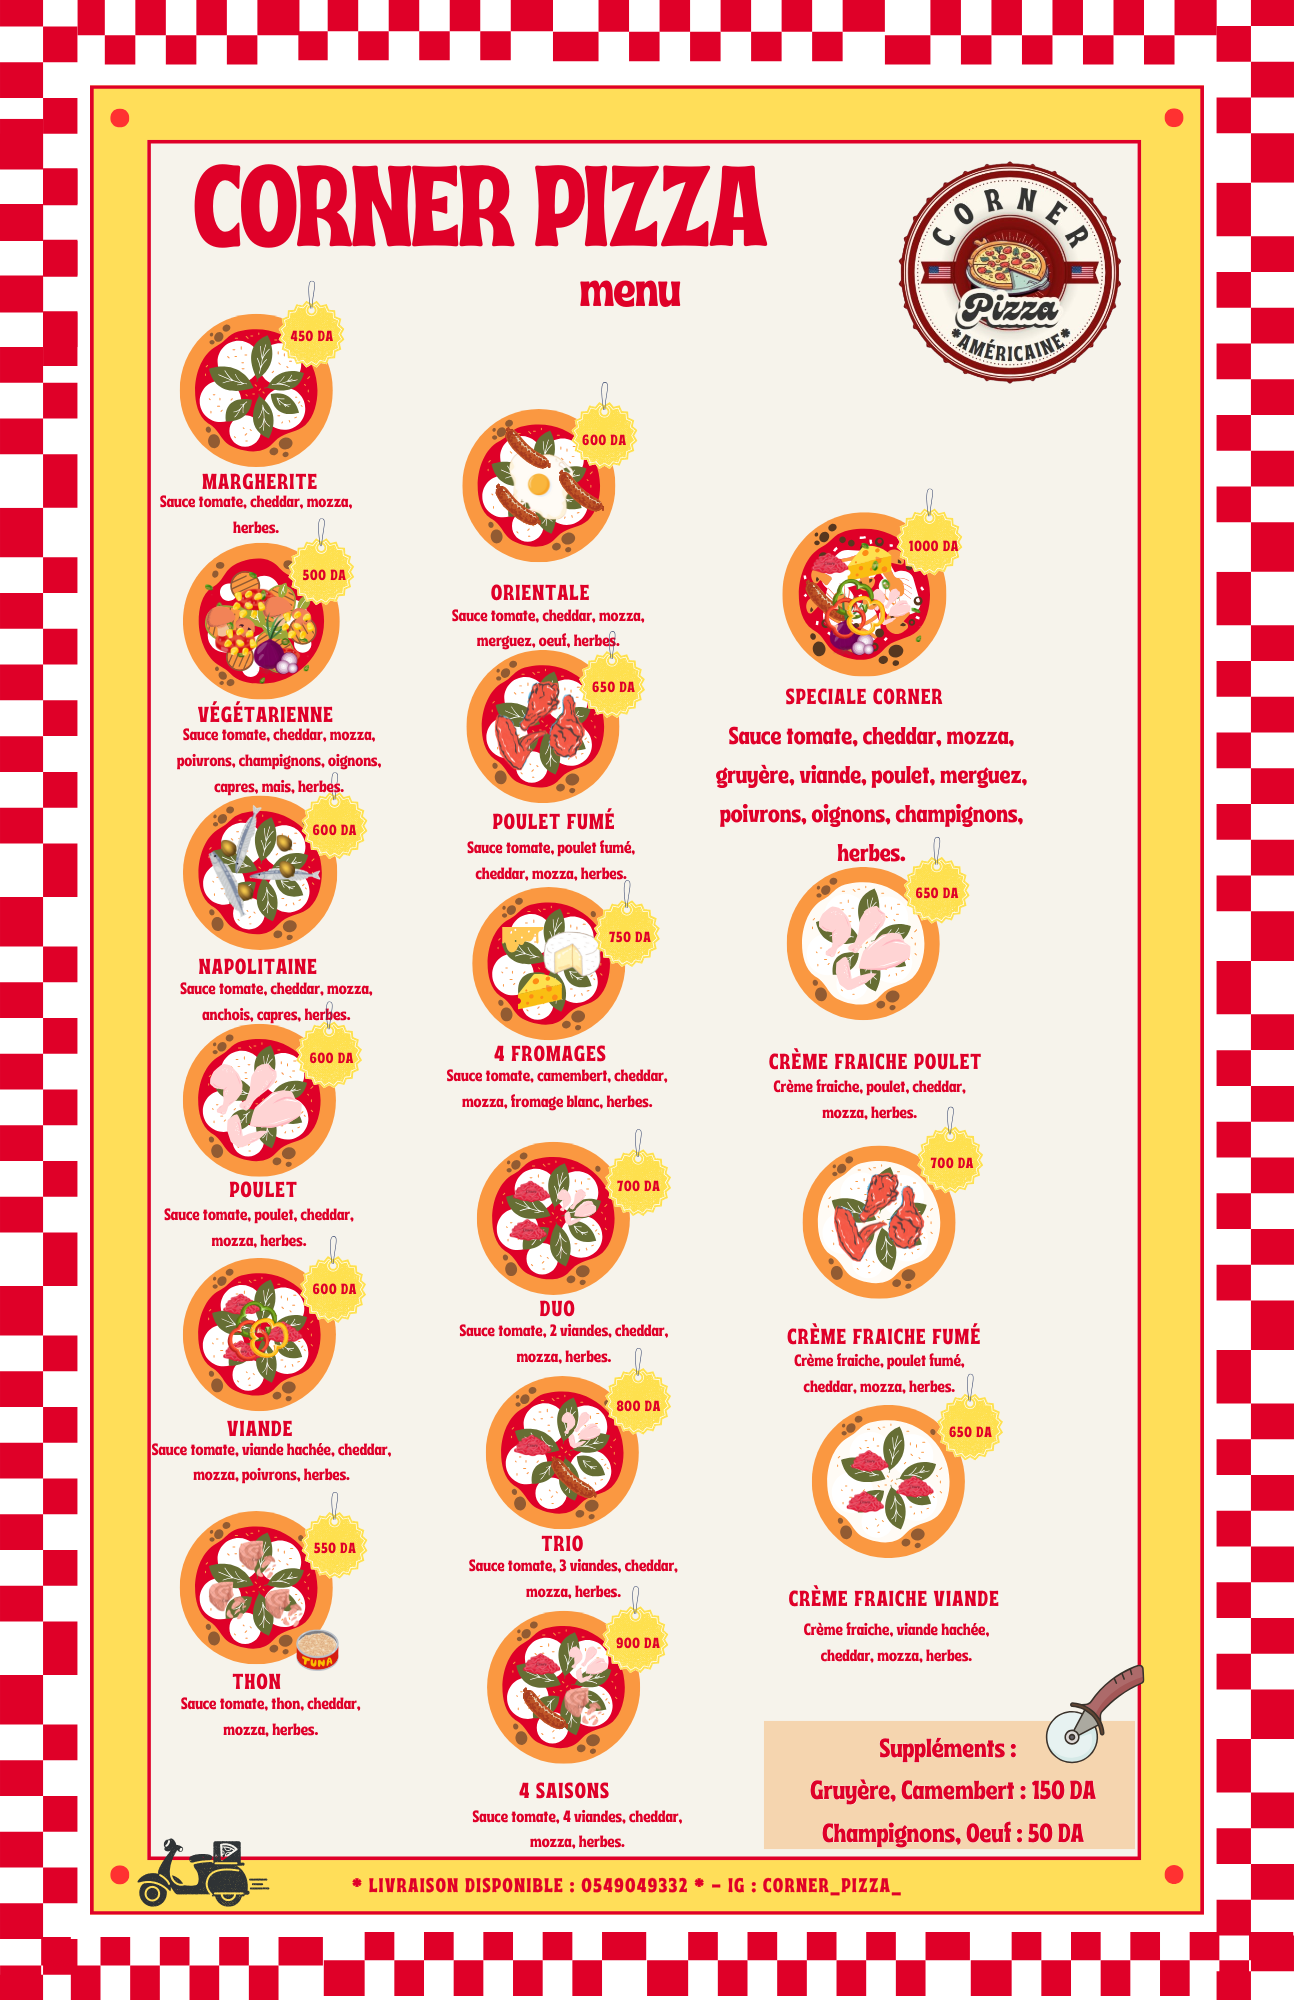 CORNER PIZZA
menu
CORNER
Pizza
*AMÉRICAINE*
450 DA
MARGHERITE
Sauce tomate, cheddar, mozza,
herbes.
500 DA
VÉGÉTARIENNE
Sauce tomate, cheddar, mozza,
poivrons, champignons, oignons,
capres, mais, herbes.
600 DA
NAPOLITAINE
Sauce tomate, cheddar, mozza,
anchois, capres, herbes.
600 DA
POULET
Sauce tomate, poulet, cheddar,
mozza, herbes.
600 DA
VIANDE
Sauce tomate, viande hachée, cheddar,
mozza, poivrons, herbes.
550 DA
TUNA
THON
Sauce tomate, thon, cheddar,
mozza, herbes.
600 DA
ORIENTALE
Sauce tomate, cheddar, mozza,
merguez, oeuf, herbes.
650 DA
POULET FUMÉ
Sauce tomate, poulet fumé,
cheddar, mozza, herbes.
750 DA
4 FROMAGES
Sauce tomate, camembert, cheddar,
mozza, fromage blanc, herbes.
700 DA
DUO
Sauce tomate, 2 viandes, cheddar,
mozza, herbes.
800 DA
TRIO
Sauce tomate, 3 viandes, cheddar,
mozza, herbes.
900 DA
4 SAISONS
Sauce tomate, 4 viandes, cheddar,
mozza, herbes.
1000 DA
SPECIALE CORNER
Sauce tomate, cheddar, mozza,
gruyère, viande, poulet, merguez,
poivrons, oignons, champignons,
herbes.
650 DA
CRÈME FRAICHE POULET
Crème fraiche, poulet, cheddar,
mozza, herbes.
700 DA
CRÈME FRAICHE FUMÉ
Crème fraiche, poulet fumé,
cheddar, mozza, herbes.
650 DA
CRÈME FRAICHE VIANDE
Crème fraiche, viande hachée,
cheddar, mozza, herbes.
Suppléments :
Gruyère, Camembert : 150 DA
Champignons, Oeuf : 50 DA
* LIVRAISON DISPONIBLE : 0549049332 * - IG : CORNER_PIZZA_